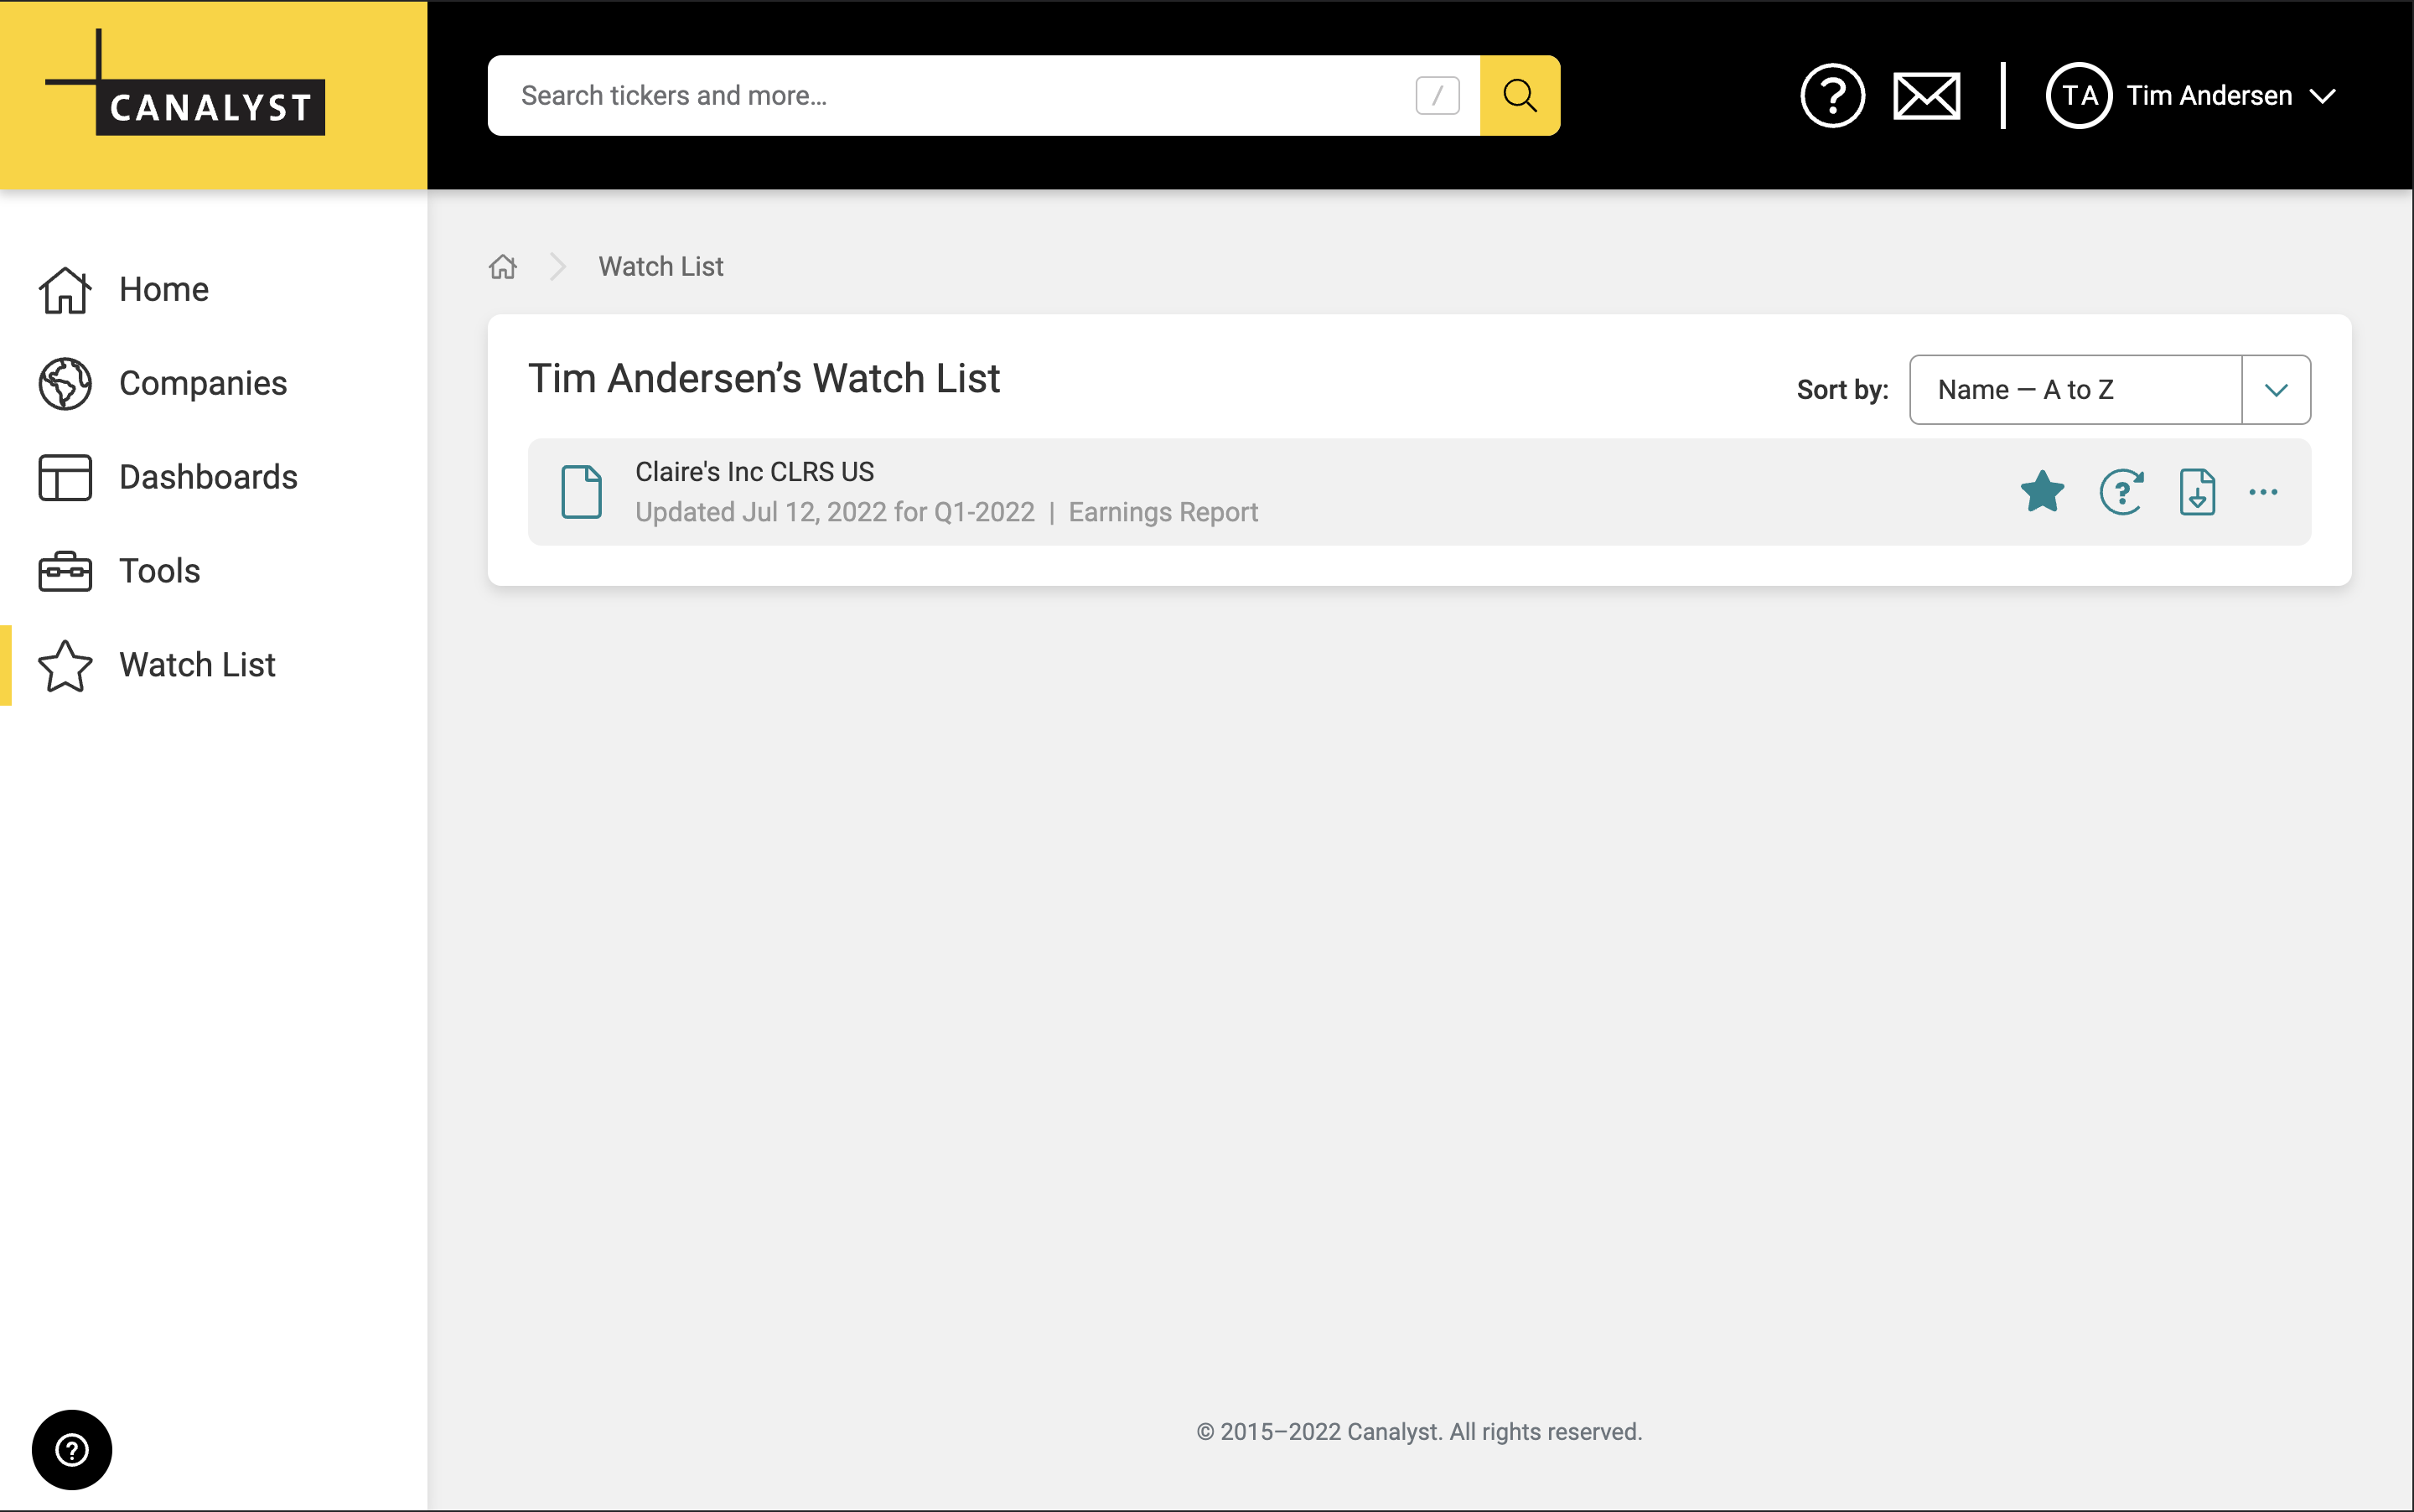 CANALYST
Search tickers and more...
/
?
TA Tim Andersen
Home
Companies
Dashboards
Tools
Watch List
Watch List
Tim Andersen’s Watch List
Sort by: Name — A to Z
Claire's Inc CLRS US
Updated Jul 12, 2022 for Q1-2022 | Earnings Report
?
...
© 2015–2022 Canalyst. All rights reserved.
?